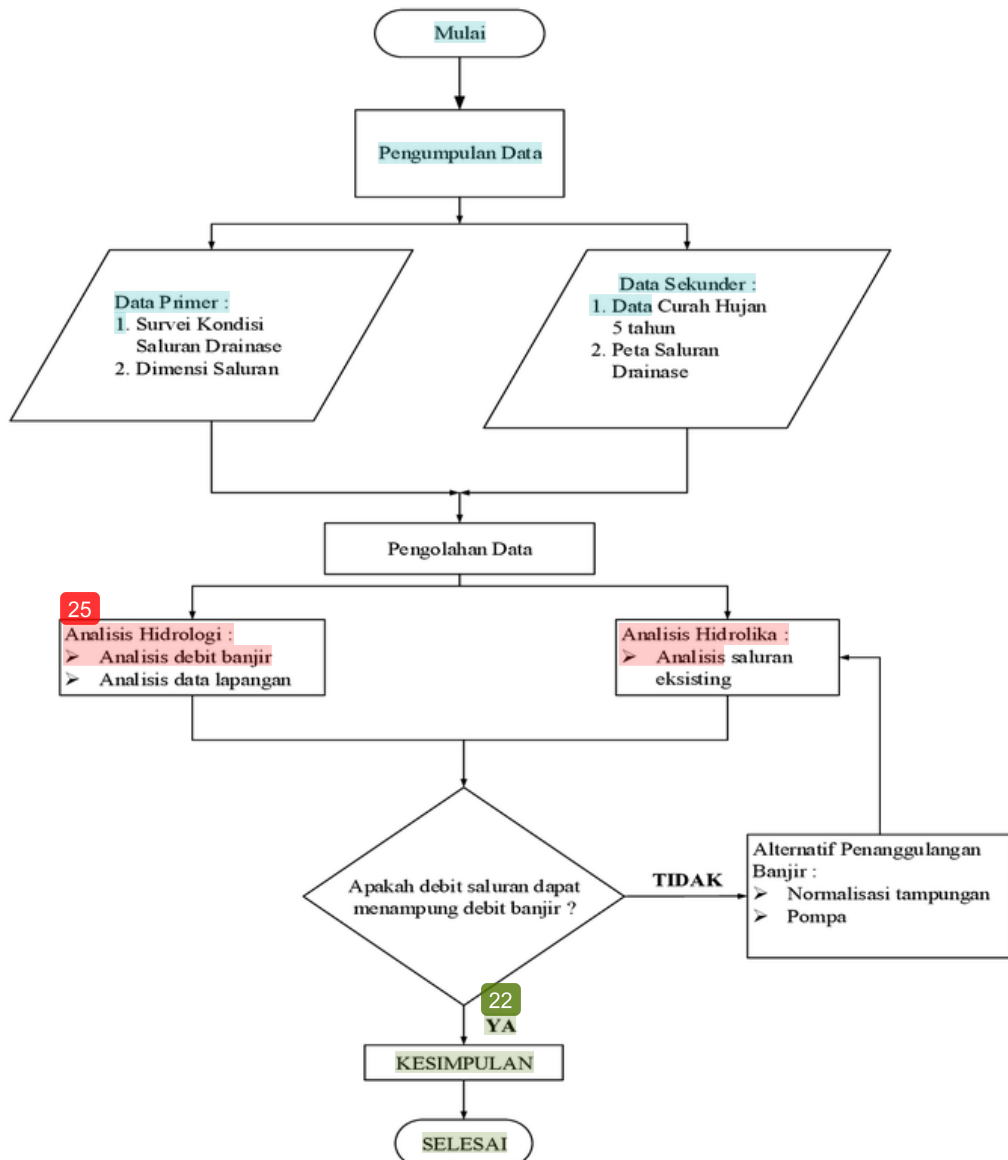 Mulai
Pengumpulan Data
Data Primer :
1. Survei Kondisi
Saluran Drainase
2. Dimensi Saluran
Data Sekunder :
1. Data Curah Hujan
5 tahun
2. Peta Saluran
Drainase
Pengolahan Data
25
Analisis Hidrologi :
➢ Analisis debit banjir
➢ Analisis data lapangan
Analisis Hidrolika :
➢ Analisis saluran
eksisting
Apakah debit saluran dapat
menampung debit banjir ?
TIDAK
Alternatif Penanggulangan
Banjir :
➢ Normalisasi tampungan
➢ Pompa
22
YA
KESIMPULAN
SELESAI